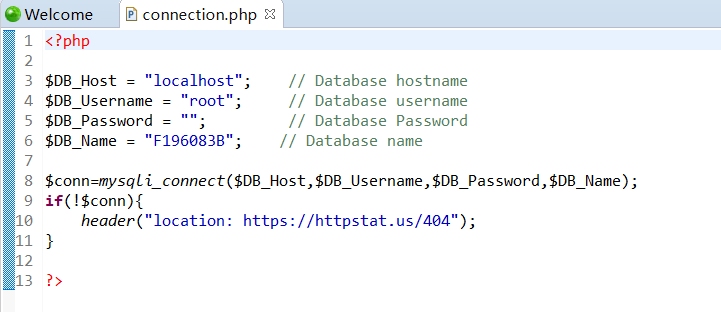 Welcome connection.php
1 <?php
2
3 $DB_Host = "localhost";    // Database hostname
4 $DB_Username = "root";     // Database username
5 $DB_Password = "";         // Database Password
6 $DB_Name = "F196083B";    // Database name
7
8 $conn=mysqli_connect($DB_Host,$DB_Username,$DB_Password,$DB_Name);
9 if(!$conn){
10     header("location: https://httpstat.us/404");
11 }
12
13 ?>